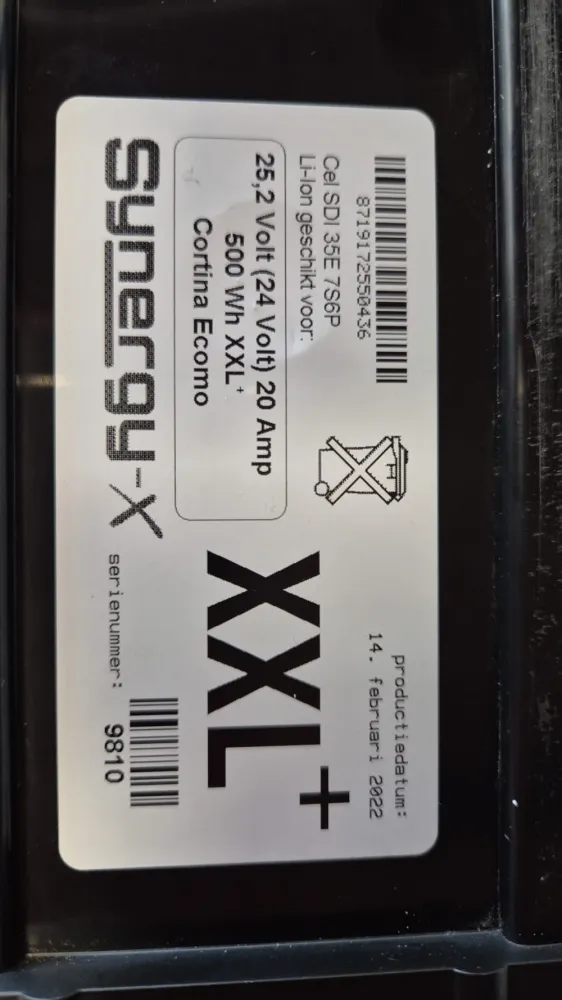 8719172550436
productiedatum:
14. februari 2022
Cel SDI 35E 7S6P
Li-Ion geschikt voor:
25,2 Volt (24 Volt) 20 Amp
500 Wh XXL+
Cortina Ecomo
XXL+
Synergy-X
serienummer:
9810